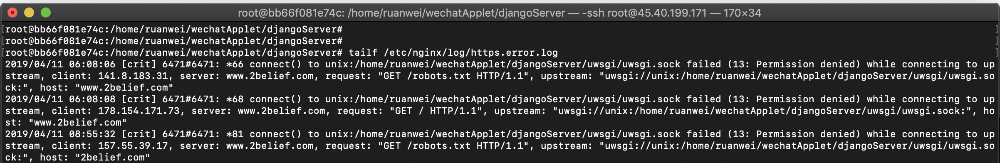 root@bb66f081e74c: /home/ruanwei/wechatApplet/djangoServer — -ssh root@45.40.199.171 — 170×34
[root@bb66f081e74c:/home/ruanwei/wechatApplet/djangoServer# ]
[root@bb66f081e74c:/home/ruanwei/wechatApplet/djangoServer# ]
[root@bb66f081e74c:/home/ruanwei/wechatApplet/djangoServer# tailf /etc/nginx/log/https.error.log ]
2019/04/11 06:08:06 [crit] 6471#6471: *66 connect() to unix:/home/ruanwei/wechatApplet/djangoServer/uwsgi/uwsgi.sock failed (13: Permission denied) while connecting to up
stream, client: 141.8.183.31, server: www.2belief.com, request: "GET /robots.txt HTTP/1.1", upstream: "uwsgi://unix:/home/ruanwei/wechatApplet/djangoServer/uwsgi/uwsgi.so
ck:", host: "www.2belief.com"
2019/04/11 06:08:08 [crit] 6471#6471: *68 connect() to unix:/home/ruanwei/wechatApplet/djangoServer/uwsgi/uwsgi.sock failed (13: Permission denied) while connecting to up
stream, client: 178.154.171.73, server: www.2belief.com, request: "GET / HTTP/1.1", upstream: "uwsgi://unix:/home/ruanwei/wechatApplet/djangoServer/uwsgi/uwsgi.sock:", ho
st: "www.2belief.com"
2019/04/11 08:55:32 [crit] 6471#6471: *81 connect() to unix:/home/ruanwei/wechatApplet/djangoServer/uwsgi/uwsgi.sock failed (13: Permission denied) while connecting to up
stream, client: 157.55.39.17, server: www.2belief.com, request: "GET /robots.txt HTTP/1.1", upstream: "uwsgi://unix:/home/ruanwei/wechatApplet/djangoServer/uwsgi/uwsgi.so
ck:", host: "2belief.com"